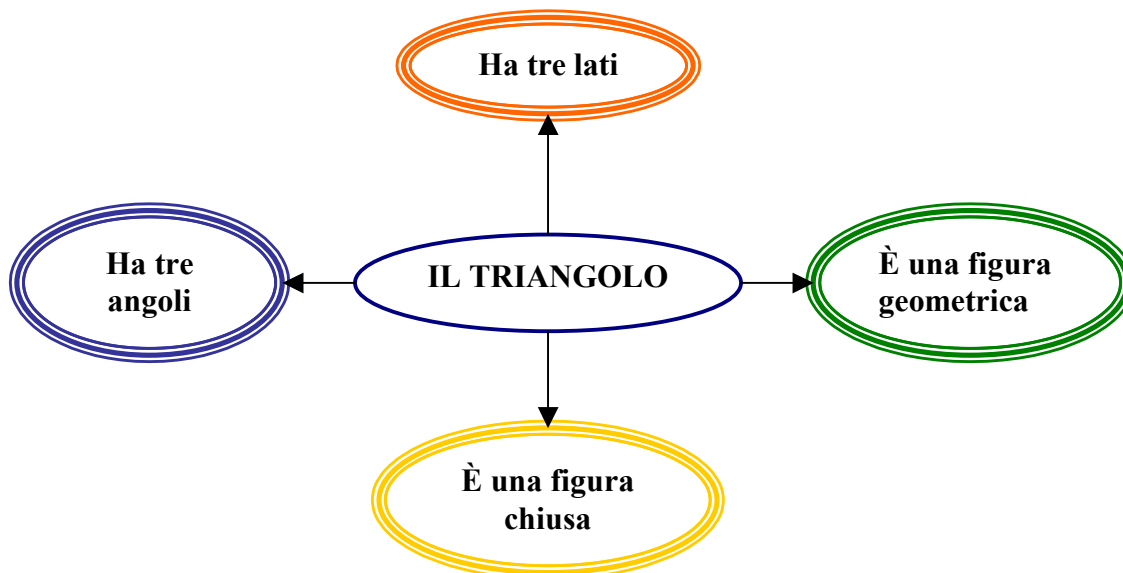 Ha tre lati
Ha tre
angoli
IL TRIANGOLO
È una figura
geometrica
È una figura
chiusa